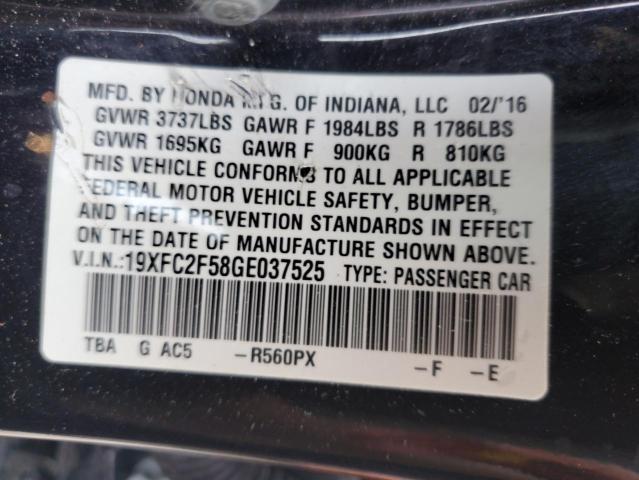 MFD. BY HONDA MFG. OF INDIANA, LLC 02/'16
GVWR 3737LBS GAWR F 1984LBS R 1786LBS
GVWR 1695KG GAWR F 900KG R 810KG
THIS VEHICLE CONFORMS TO ALL APPLICABLE
FEDERAL MOTOR VEHICLE SAFETY, BUMPER,
AND THEFT PREVENTION STANDARDS IN EFFECT
ON THE DATE OF MANUFACTURE SHOWN ABOVE.
V.I.N.:19XFC2F58GE037525 TYPE: PASSENGER CAR
TBA G AC5 –R560PX –F –E